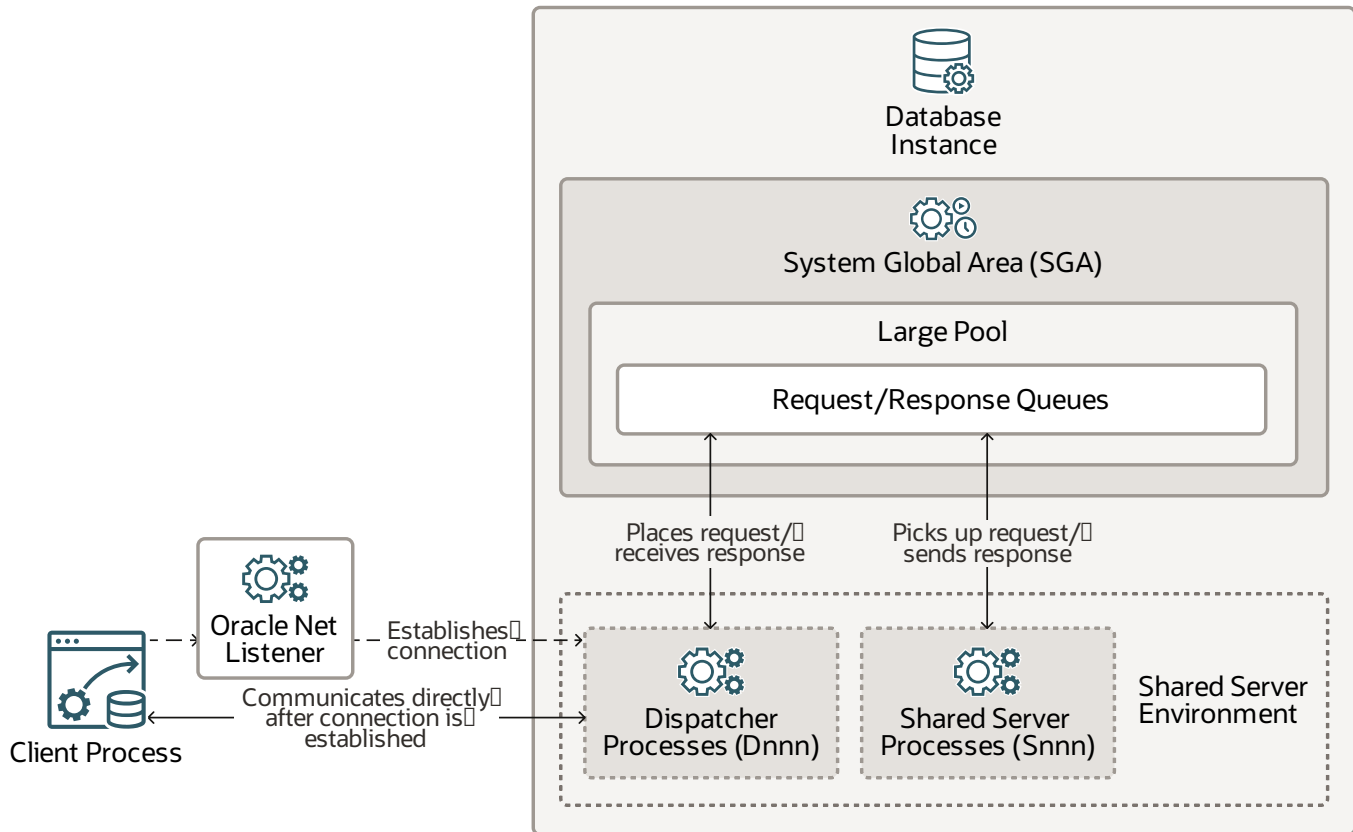 Database
Instance
System Global Area (SGA)
Large Pool
Request/Response Queues
Places request/
receives response
Picks up request/
sends response
Oracle Net
Listener
Establishes
connection
Communicates directly
after connection is
established
Client Process
Dispatcher
Processes (Dnnn)
Shared Server
Processes (Snnn)
Shared Server
Environment